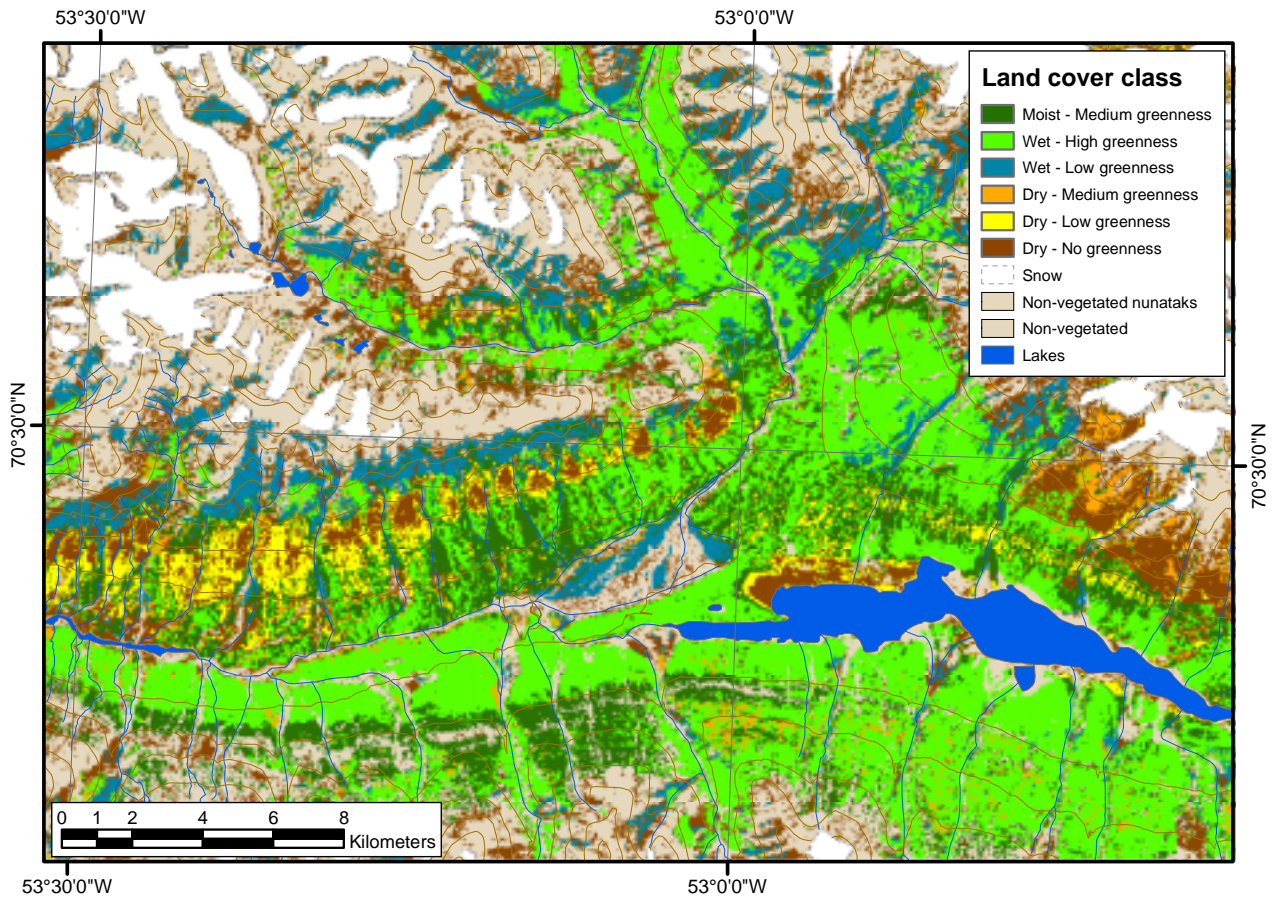 53°30'0"W 53°0'0"W
Land cover class
Moist - Medium greenness
Wet - High greenness
Wet - Low greenness
Dry - Medium greenness
Dry - Low greenness
Dry - No greenness
Snow
Non-vegetated nunataks
Non-vegetated
Lakes
70°30'0"N
70°30'0"N
0 1 2 4 6 8
Kilometers
53°30'0"W 53°0'0"W